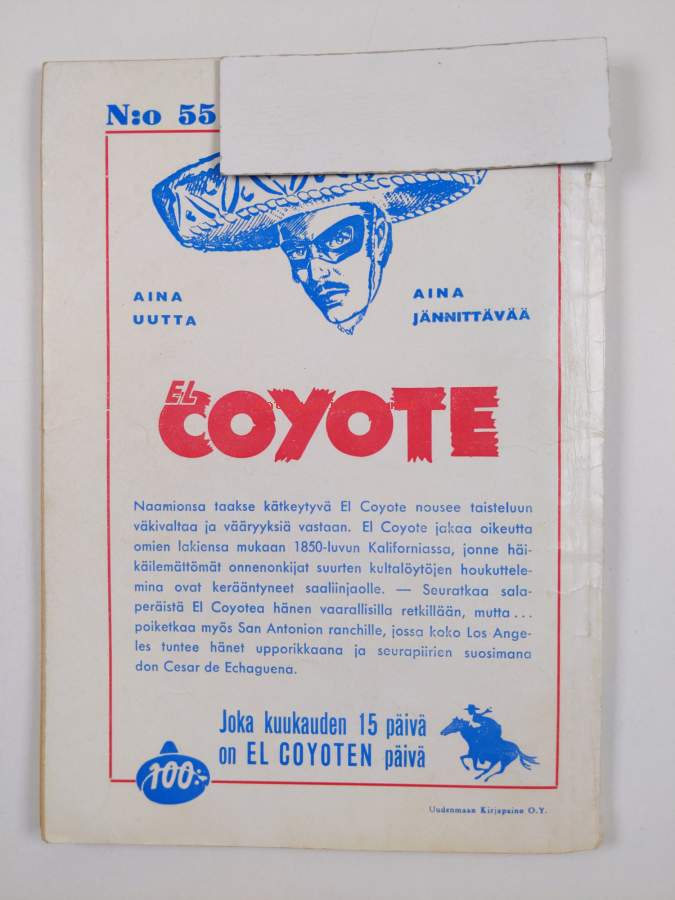 N:o 55
AINA
UUTTA
AINA
JÄNNITTÄVÄÄ
EL
COYOTE
Naamionsa taakse kätkeytyvä El Coyote nousee taisteluun
väkivaltaa ja vääryyksiä vastaan. El Coyote jakaa oikeutta
omien lakiensa mukaan 1850-luvun Kaliforniassa, jonne häi-
käilemättömät onnenonkijat suurten kultalöytöjen houkuttele-
mina ovat kerääntyneet saaliinjaolle. — Seuratkaa sala-
peräistä El Coyotea hänen vaarallisilla retkillään, mutta ...
poiketkaa myös San Antonion ranchille, jossa koko Los Ange-
les tuntee hänet upporikkaana ja seurapiirien suosimana
don Cesar de Echaguena.
Joka kuukauden 15 päivä
on EL COYOTEN päivä
100:-
Uudenmaan Kirjapaino O.Y.